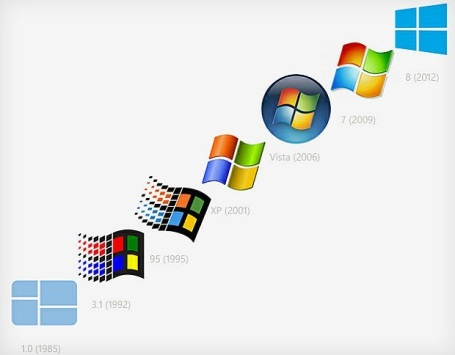 8 (2012)
7 (2009)
Vista (2006)
XP (2001)
95 (1995)
3.1 (1992)
1.0 (1985)